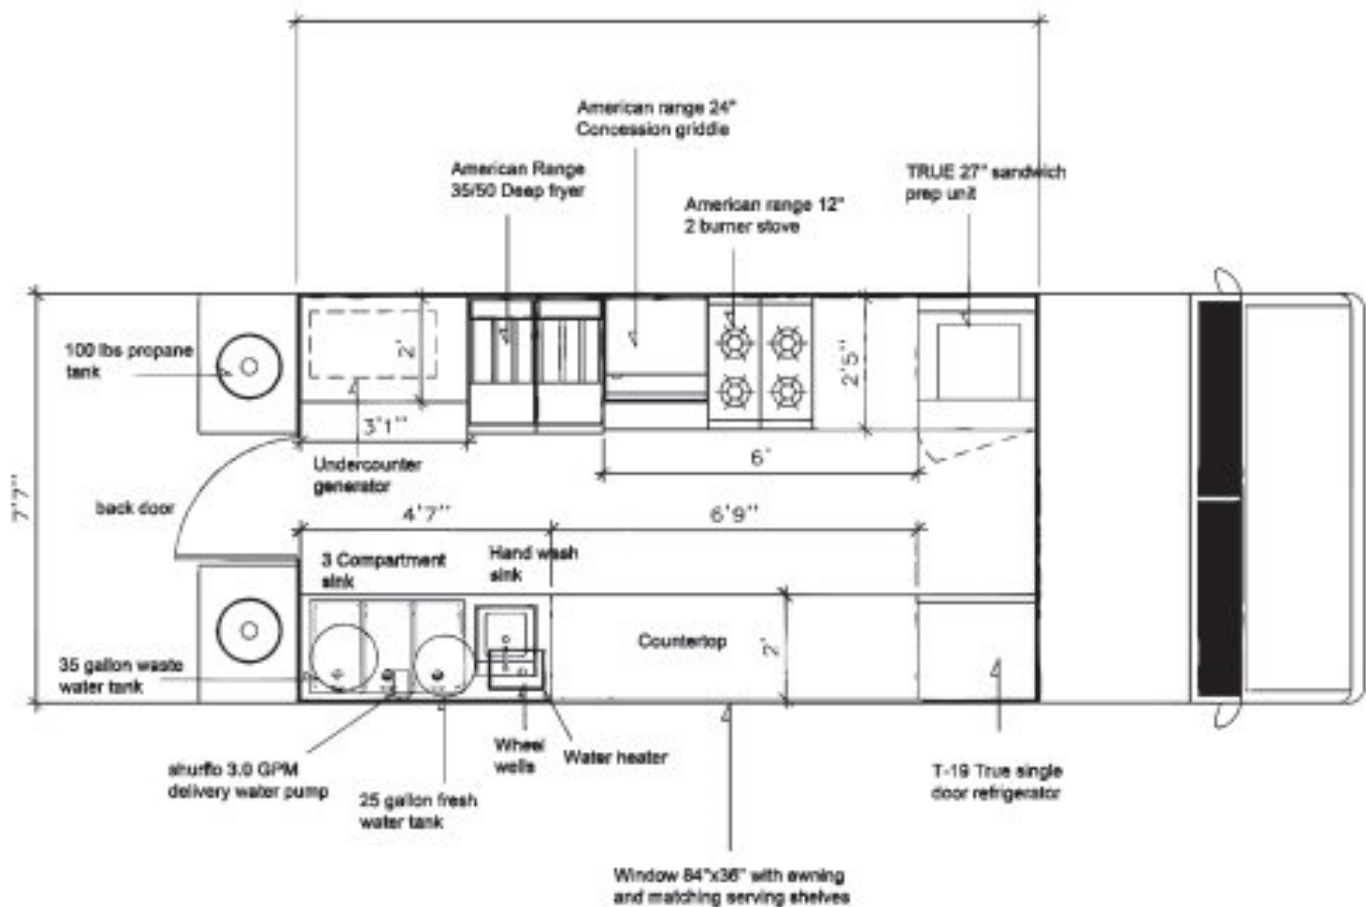 American range 24"
Concession griddle
American Range
35/50 Deep fryer
TRUE 27" sandwich
prep unit
American range 12"
2 burner stove
100 lbs propane
tank
2'
2'5"
3'1"
6'
Undercounter
generator
7'7"
back door
4'7"
6'9"
3 Compartment
sink
Hand wash
sink
Countertop
2'
35 gallon waste
water tank
shurflo 3.0 GPM
delivery water pump
25 gallon fresh
water tank
Wheel
wells
Water heater
T-19 True single
door refrigerator
Window 84"x36" with awning
and matching serving shelves